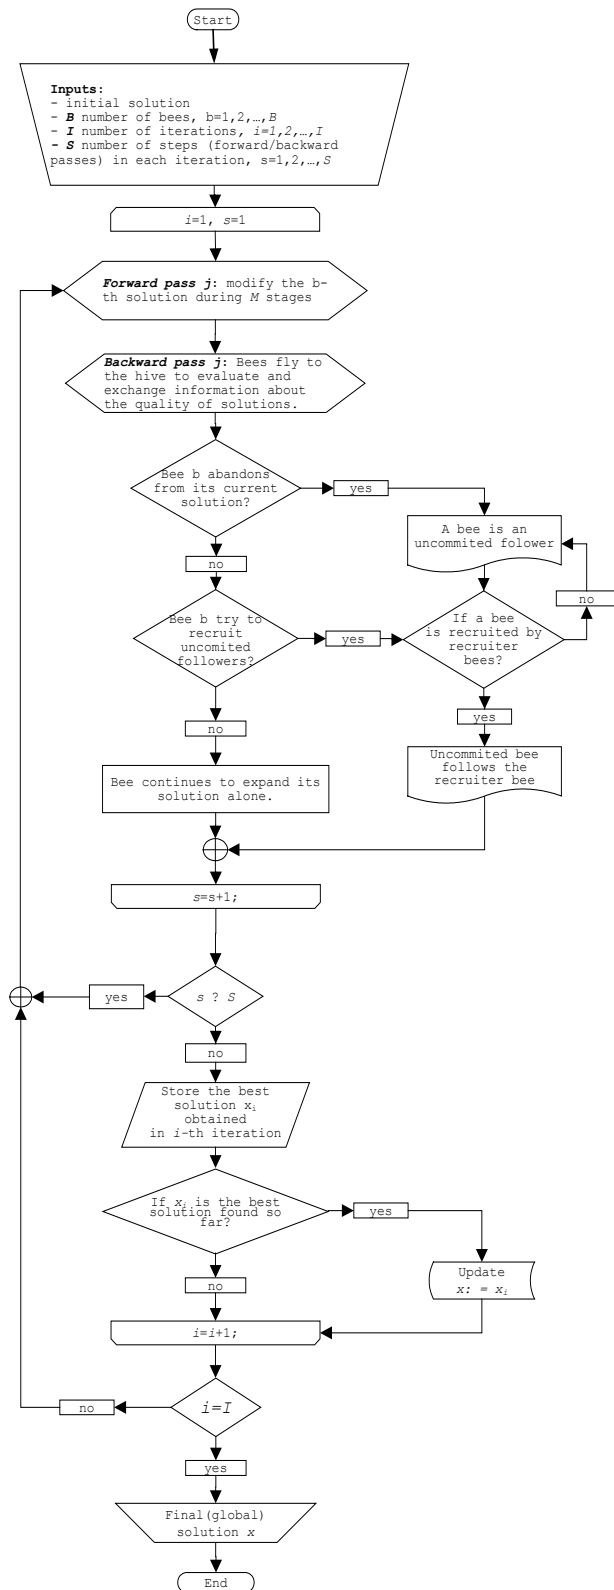 Start
Inputs:
- initial solution
- B number of bees, b=1,2,…,B
- I number of iterations, i=1,2,…,I
- S number of steps (forward/backward
passes) in each iteration, s=1,2,…,S
i=1, s=1
Forward pass j: modify the b-
th solution during M stages
Backward pass j: Bees fly to
the hive to evaluate and
exchange information about
the quality of solutions.
Bee b abandons
from its current
solution?
yes
A bee is an
uncommited folower
no
no
Bee b try to
recruit
uncomited
followers?
yes
If a bee
is recruited by
recruiter
bees?
yes
no
Uncommited bee
follows the
recruiter bee
Bee continues to expand its
solution alone.
s=s+1;
s ? S
yes
no
Store the best
solution xᵢ
obtained
in i-th iteration
If xᵢ is the best
solution found so
far?
yes
Update
x: = xᵢ
no
i=i+1;
i=I
no
yes
Final(global)
solution x
End